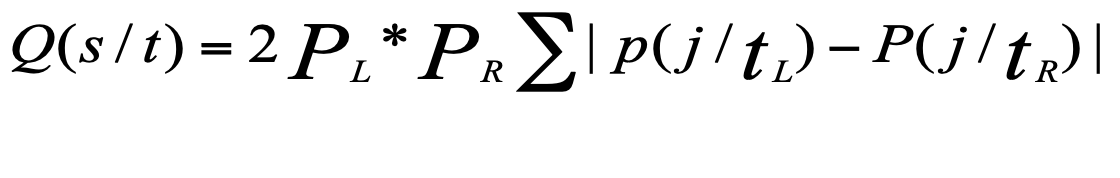 Q(s/t) = 2 P_L * P_R ∑ | p(j/t_L) − P(j/t_R) |